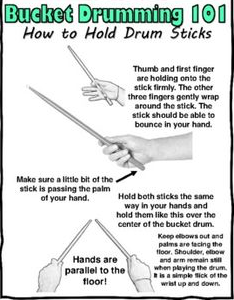 Bucket Drumming 101
How to Hold Drum Sticks
Thumb and first finger
are holding onto the
stick firmly. The other
three fingers gently wrap
around the stick. The
stick should be able to
bounce in your hand.
Make sure a little bit of the
stick is passing the palm
of your hand.
Hold both sticks the same
way in your hands and
hold them like this over the
center of the bucket drum.
Hands are
parallel to the
floor!
Keep elbows out and
palms are facing the
floor. Shoulder, elbow
and arm remain still
when playing the drum.
It is a simple flick of the
wrist up and down.